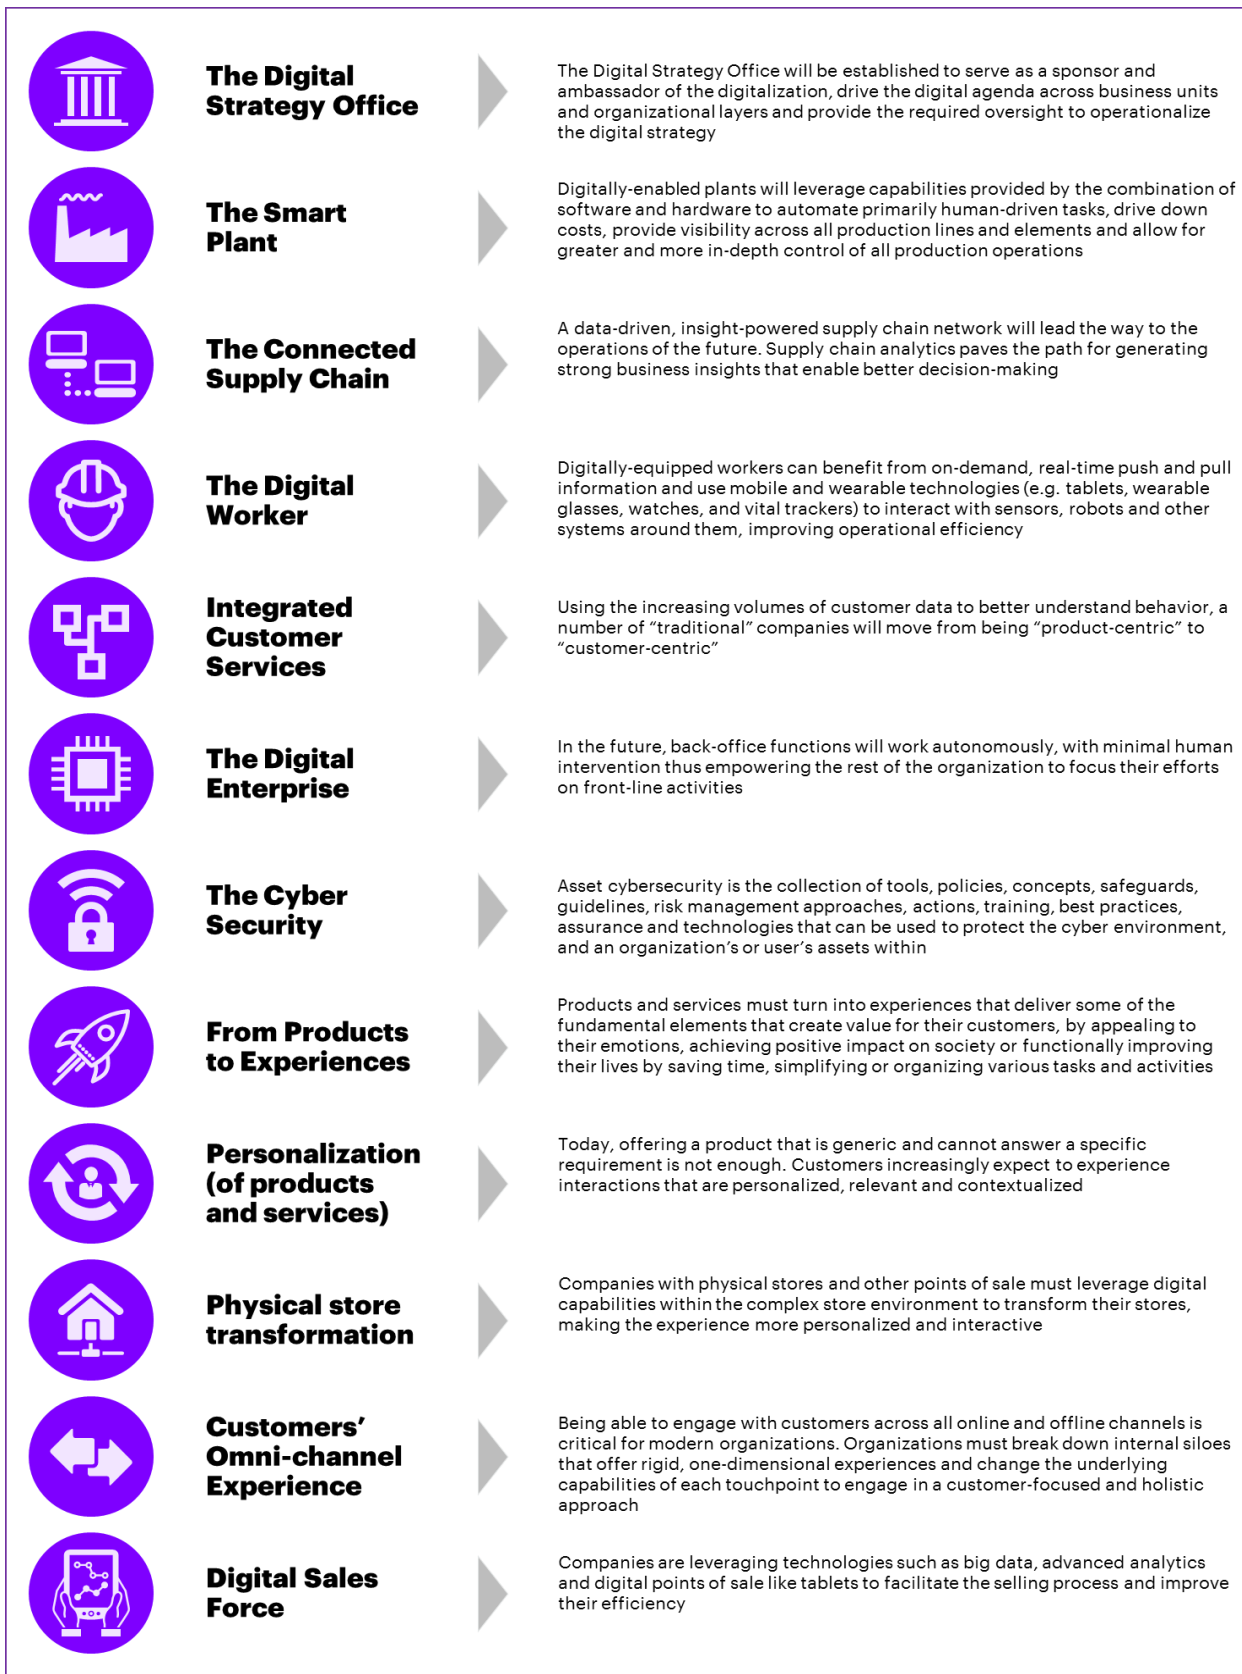 The Digital
Strategy Office
The Digital Strategy Office will be established to serve as a sponsor and
ambassador of the digitalization, drive the digital agenda across business units
and organizational layers and provide the required oversight to operationalize
the digital strategy
The Smart
Plant
Digitally-enabled plants will leverage capabilities provided by the combination of
software and hardware to automate primarily human-driven tasks, drive down
costs, provide visibility across all production lines and elements and allow for
greater and more in-depth control of all production operations
The Connected
Supply Chain
A data-driven, insight-powered supply chain network will lead the way to the
operations of the future. Supply chain analytics paves the path for generating
strong business insights that enable better decision-making
The Digital
Worker
Digitally-equipped workers can benefit from on-demand, real-time push and pull
information and use mobile and wearable technologies (e.g. tablets, wearable
glasses, watches, and vital trackers) to interact with sensors, robots and other
systems around them, improving operational efficiency
Integrated
Customer
Services
Using the increasing volumes of customer data to better understand behavior, a
number of “traditional” companies will move from being “product-centric” to
“customer-centric”
The Digital
Enterprise
In the future, back-office functions will work autonomously, with minimal human
intervention thus empowering the rest of the organization to focus their efforts
on front-line activities
The Cyber
Security
Asset cybersecurity is the collection of tools, policies, concepts, safeguards,
guidelines, risk management approaches, actions, training, best practices,
assurance and technologies that can be used to protect the cyber environment,
and an organization’s or user’s assets within
From Products
to Experiences
Products and services must turn into experiences that deliver some of the
fundamental elements that create value for their customers, by appealing to
their emotions, achieving positive impact on society or functionally improving
their lives by saving time, simplifying or organizing various tasks and activities
Personalization
(of products
and services)
Today, offering a product that is generic and cannot answer a specific
requirement is not enough. Customers increasingly expect to experience
interactions that are personalized, relevant and contextualized
Physical store
transformation
Companies with physical stores and other points of sale must leverage digital
capabilities within the complex store environment to transform their stores,
making the experience more personalized and interactive
Customers’
Omni-channel
Experience
Being able to engage with customers across all online and offline channels is
critical for modern organizations. Organizations must break down internal siloes
that offer rigid, one-dimensional experiences and change the underlying
capabilities of each touchpoint to engage in a customer-focused and holistic
approach
Digital Sales
Force
Companies are leveraging technologies such as big data, advanced analytics
and digital points of sale like tablets to facilitate the selling process and improve
their efficiency